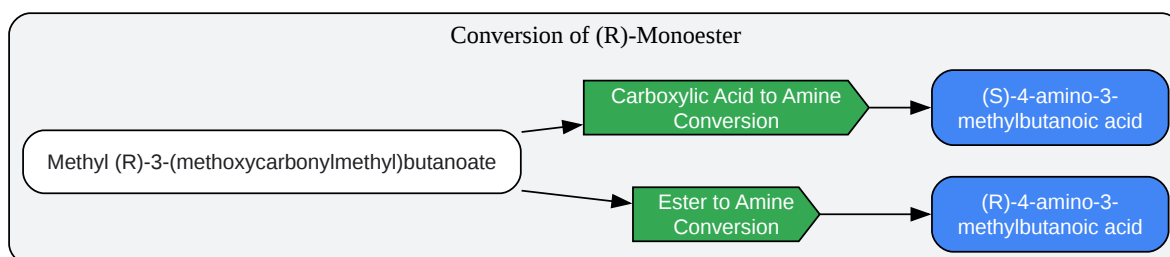 Conversion of (R)-Monoester
Carboxylic Acid to Amine
Conversion
(S)-4-amino-3-
methylbutanoic acid
Methyl (R)-3-(methoxycarbonylmethyl)butanoate
Ester to Amine
Conversion
(R)-4-amino-3-
methylbutanoic acid